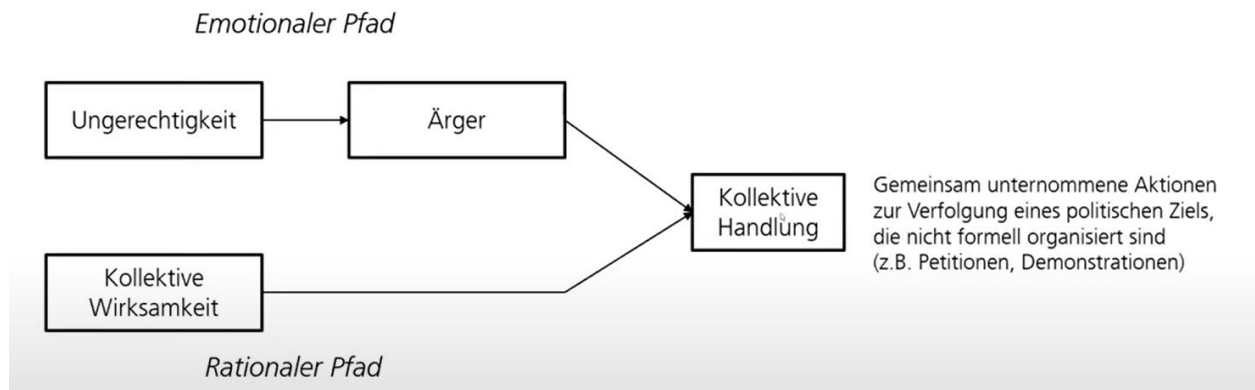 Emotionaler Pfad
Ungerechtigkeit
Ärger
Kollektive
Handlung
Gemeinsam unternommene Aktionen
zur Verfolgung eines politischen Ziels,
die nicht formell organisiert sind
(z.B. Petitionen, Demonstrationen)
Kollektive
Wirksamkeit
Rationaler Pfad